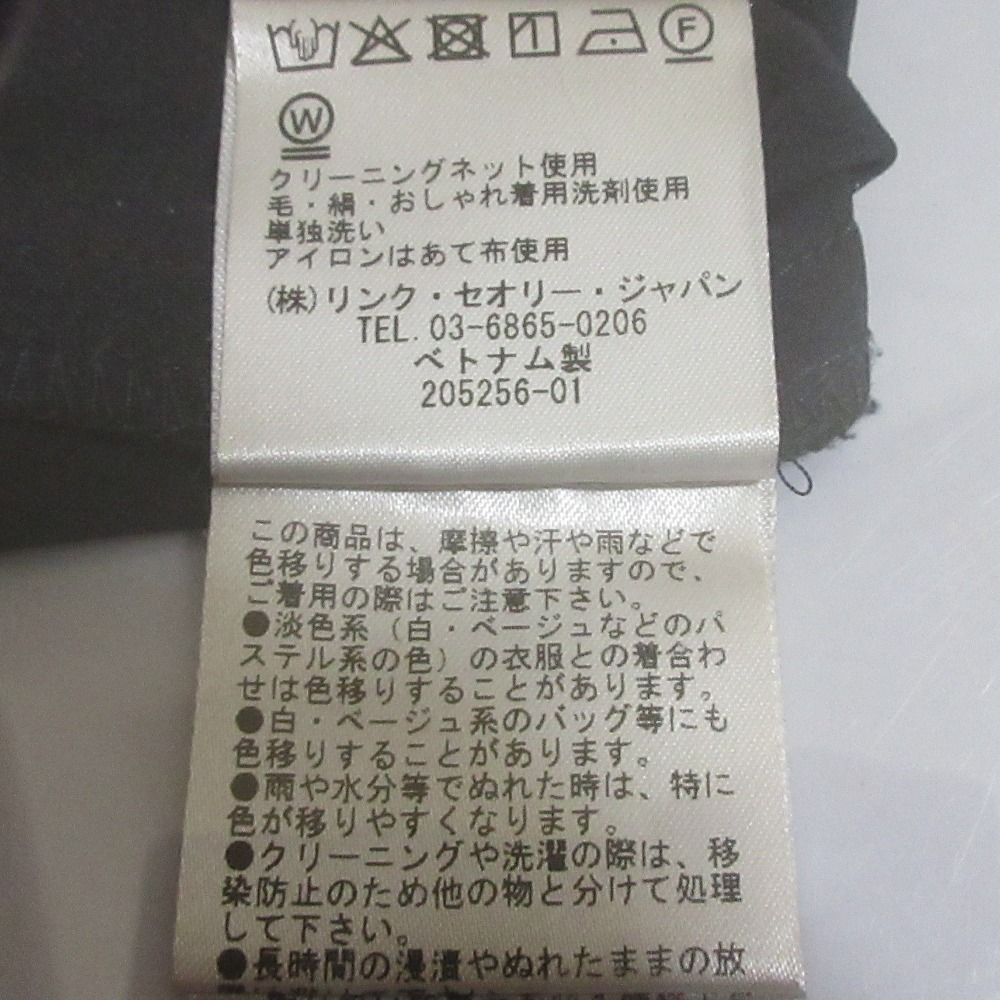 F
W
クリーニングネット使用
毛・絹・おしゃれ着用洗剤使用
単独洗い
アイロンはあて布使用
(株)リンク・セオリー・ジャパン
TEL. 03-6865-0206
ベトナム製
205256-01
この商品は、摩擦や汗や雨などで
色移りする場合がありますので、
ご着用の際はご注意下さい。
●淡色系（白・ベージュなどのパ
ステル系の色）の衣服との着合わ
せは色移りすることがあります。
●白・ベージュ系のバッグ等にも
色移りすることがあります。
●雨や水分等でぬれた時は、特に
色が移りやすくなります。
●クリーニングや洗濯の際は、移
染防止のため他の物と分けて処理
して下さい。
●長時間の浸漬やぬれたままの放